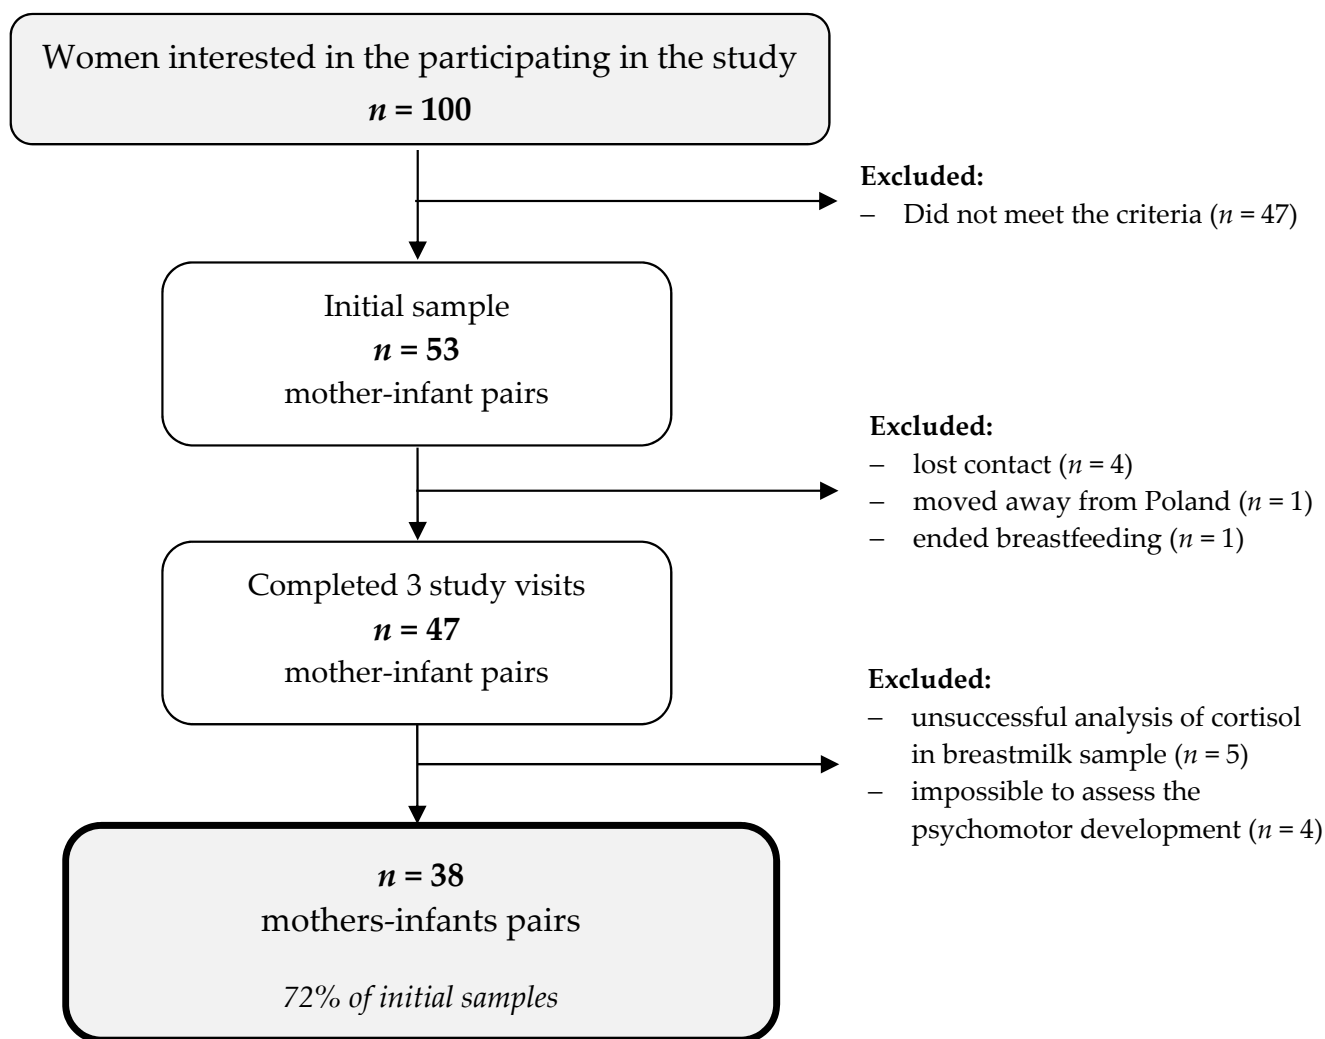 Women interested in the participating in the study
n = 100
Excluded:
– Did not meet the criteria (n = 47)
Initial sample
n = 53
mother-infant pairs
Excluded:
– lost contact (n = 4)
– moved away from Poland (n = 1)
– ended breastfeeding (n = 1)
Completed 3 study visits
n = 47
mother-infant pairs
Excluded:
– unsuccessful analysis of cortisol
in breastmilk sample (n = 5)
– impossible to assess the
psychomotor development (n = 4)
n = 38
mothers-infants pairs
72% of initial samples